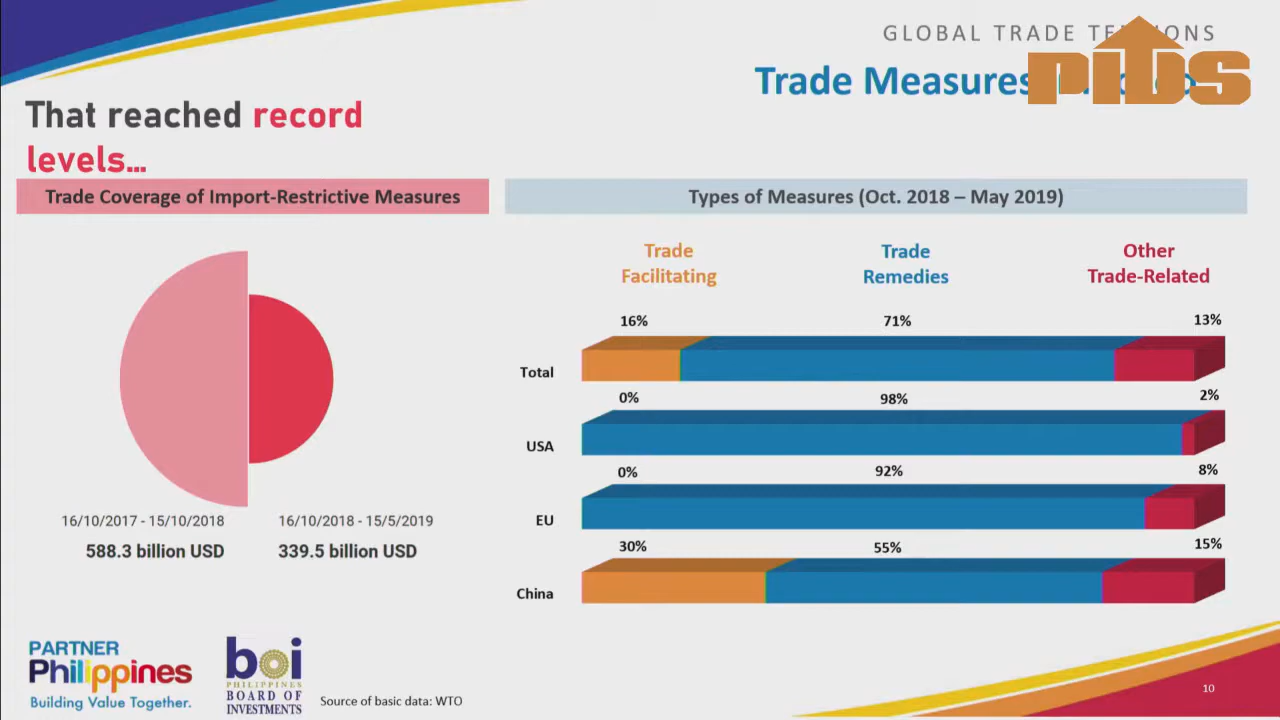 GLOBAL TRADE
PIDS
Trade Measures
That reached record
levels…
Trade Coverage of Import-Restrictive Measures
Types of Measures (Oct. 2018 – May 2019)
Trade
Facilitating
Trade
Remedies
Other
Trade-Related
16%
71%
13%
Total
0%
98%
2%
USA
0%
92%
8%
EU
30%
55%
15%
China
16/10/2017 - 15/10/2018
16/10/2018 - 15/5/2019
588.3 billion USD
339.5 billion USD
PARTNER
Philippines
Building Value Together.
boi
PHILIPPINES
BOARD OF
INVESTMENTS
Source of basic data: WTO
10